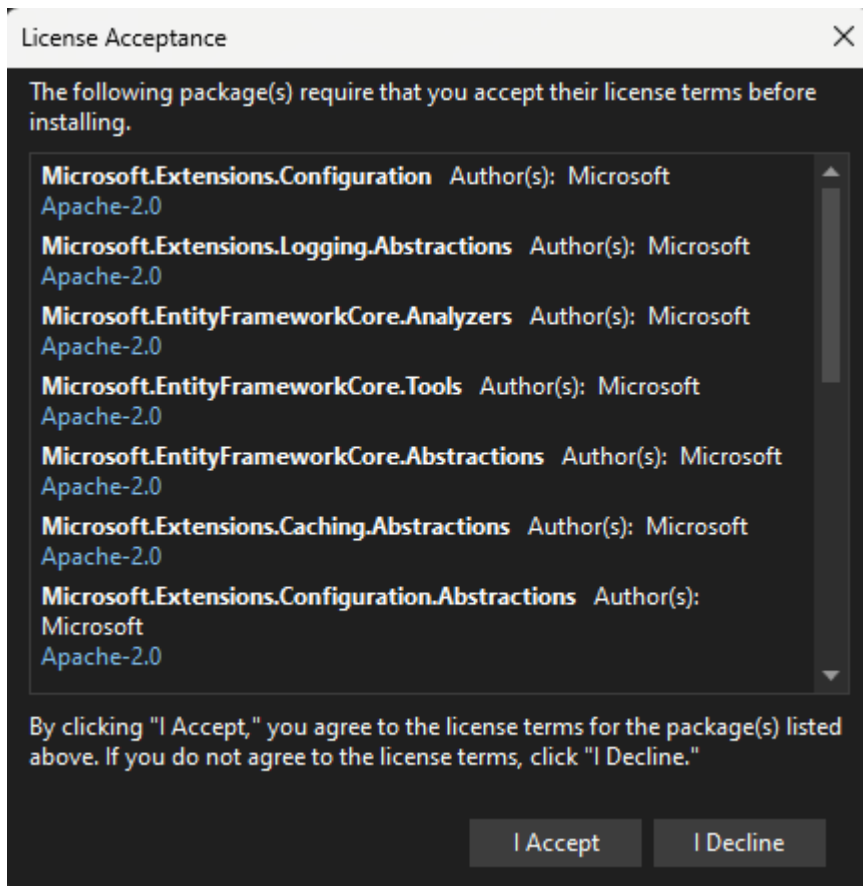 License Acceptance
The following package(s) require that you accept their license terms before
installing.
Microsoft.Extensions.Configuration Author(s): Microsoft
Apache-2.0
Microsoft.Extensions.Logging.Abstractions Author(s): Microsoft
Apache-2.0
Microsoft.EntityFrameworkCore.Analyzers Author(s): Microsoft
Apache-2.0
Microsoft.EntityFrameworkCore.Tools Author(s): Microsoft
Apache-2.0
Microsoft.EntityFrameworkCore.Abstractions Author(s): Microsoft
Apache-2.0
Microsoft.Extensions.Caching.Abstractions Author(s): Microsoft
Apache-2.0
Microsoft.Extensions.Configuration.Abstractions Author(s):
Microsoft
Apache-2.0
By clicking "I Accept," you agree to the license terms for the package(s) listed
above. If you do not agree to the license terms, click "I Decline."
I Accept I Decline